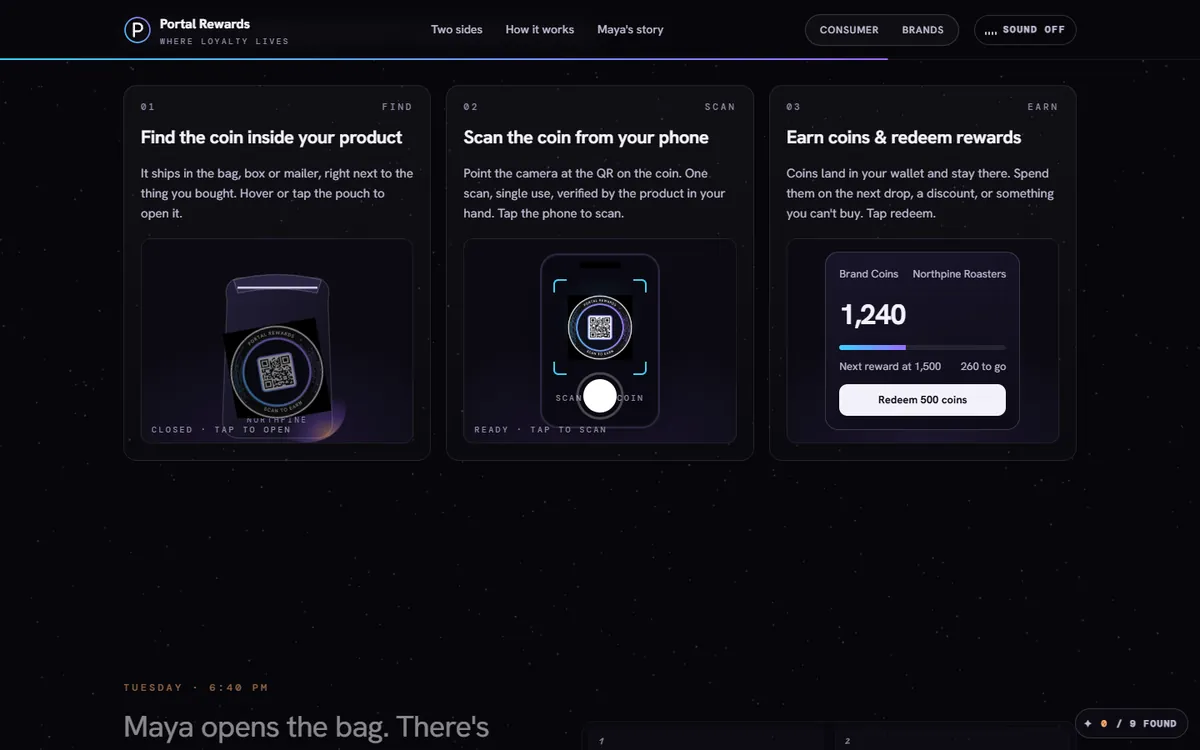 P Portal Rewards
WHERE LOYALTY LIVES
Two sides
How it works
Maya's story
CONSUMER
BRANDS
SOUND OFF
01
FIND
Find the coin inside your product
It ships in the bag, box or mailer, right next to the
thing you bought. Hover or tap the pouch to
open it.
PORTAL REWARDS
SCAN TO EARN
NORTHPINE
CLOSED · TAP TO OPEN
02
SCAN
Scan the coin from your phone
Point the camera at the QR on the coin. One
scan, single use, verified by the product in your
hand. Tap the phone to scan.
PORTAL REWARDS
SCAN TO EARN
SCAN COIN
READY · TAP TO SCAN
03
EARN
Earn coins & redeem rewards
Coins land in your wallet and stay there. Spend
them on the next drop, a discount, or something
you can't buy. Tap redeem.
Brand Coins
Northpine Roasters
1,240
Next reward at 1,500
260 to go
Redeem 500 coins
TUESDAY · 6:40 PM
Maya opens the bag. There's
1
2
✦ 0 / 9 FOUND